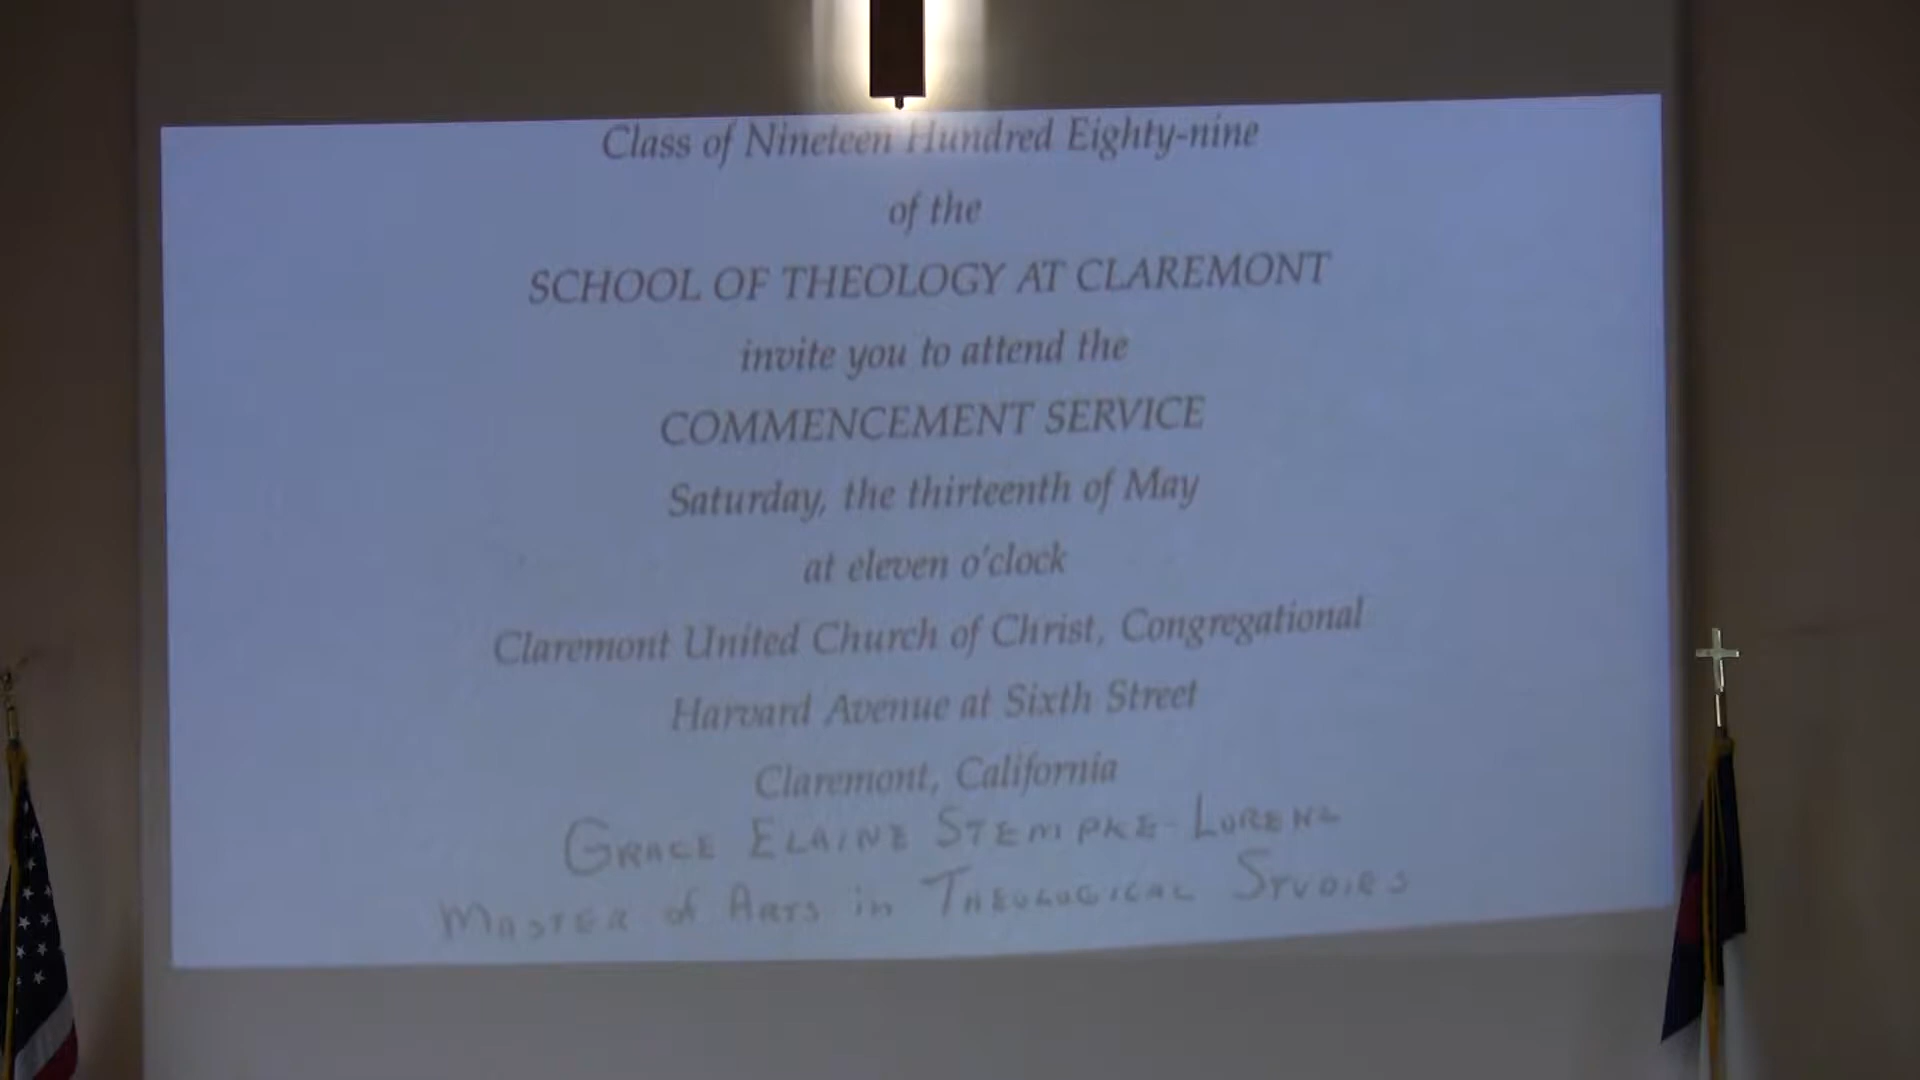 Class of Nineteen Hundred Eighty-nine
of the
SCHOOL OF THEOLOGY AT CLAREMONT
invite you to attend the
COMMENCEMENT SERVICE
Saturday, the thirteenth of May
at eleven o'clock
Claremont United Church of Christ, Congregational
Harvard Avenue at Sixth Street
Claremont, California
GRACE ELAINE STEMPKE-LORENZ
MASTER of ARTS in THEOLOGICAL STUDIES